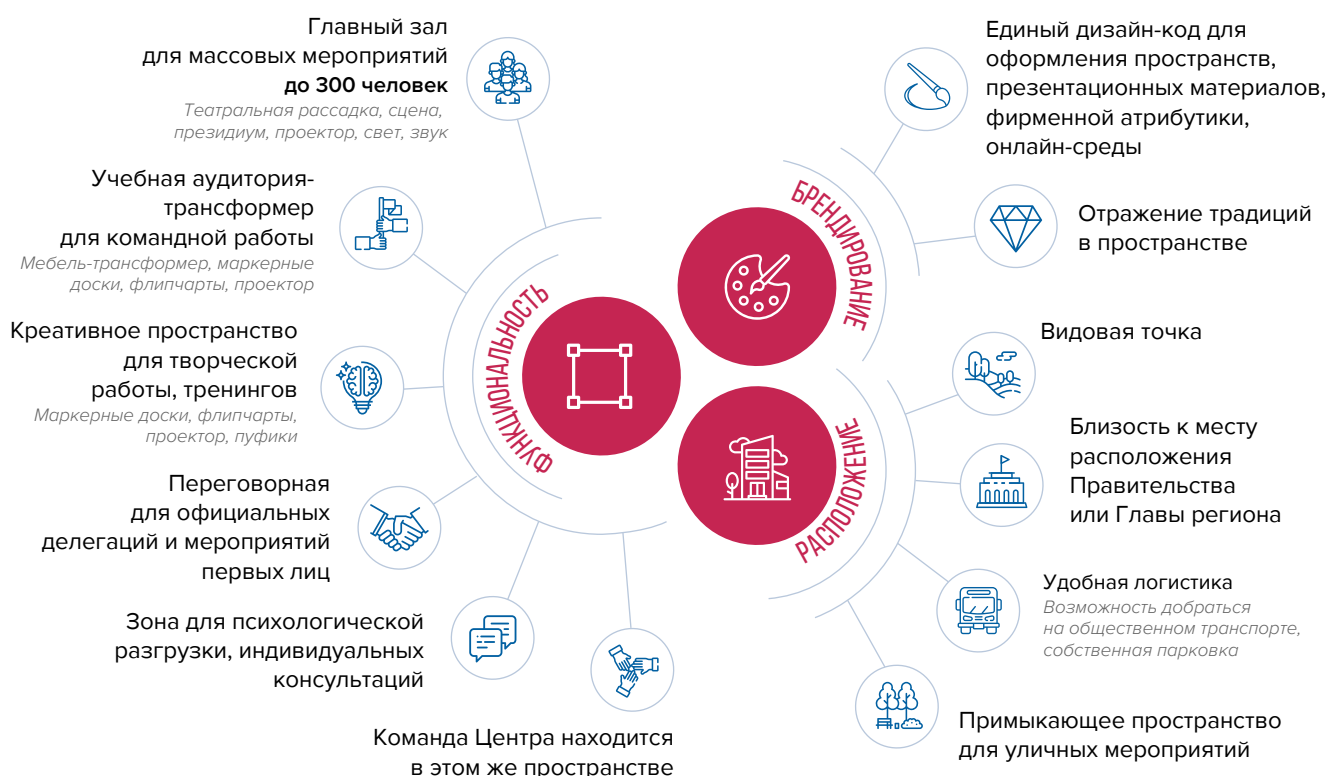 Главный зал
для массовых мероприятий
до 300 человек
Театральная рассадка, сцена,
президиум, проектор, свет, звук
Учебная аудитория-
трансформер
для командной работы
Мебель-трансформер, маркерные
доски, флипчарты, проектор
Креативное пространство
для творческой
работы, тренингов
Маркерные доски, флипчарты,
проектор, пуфики
Переговорная
для официальных
делегаций и мероприятий
первых лиц
Зона для психологической
разгрузки, индивидуальных
консультаций
Команда Центра находится
в этом же пространстве
ФУНКЦИОНАЛЬНОСТЬ
БРЕНДИРОВАНИЕ
Единый дизайн-код для
оформления пространств,
презентационных материалов,
фирменной атрибутики,
онлайн-среды
Отражение традиций
в пространстве
РАСПОЛОЖЕНИЕ
Видовая точка
Близость к месту
расположения
Правительства
или Главы региона
Удобная логистика
Возможность добраться
на общественном транспорте,
собственная парковка
Примыкающее пространство
для уличных мероприятий